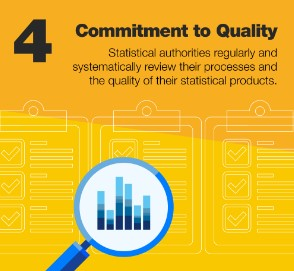 4
Commitment to Quality
Statistical authorities regularly and
systematically review their processes and
the quality of their statistical products.